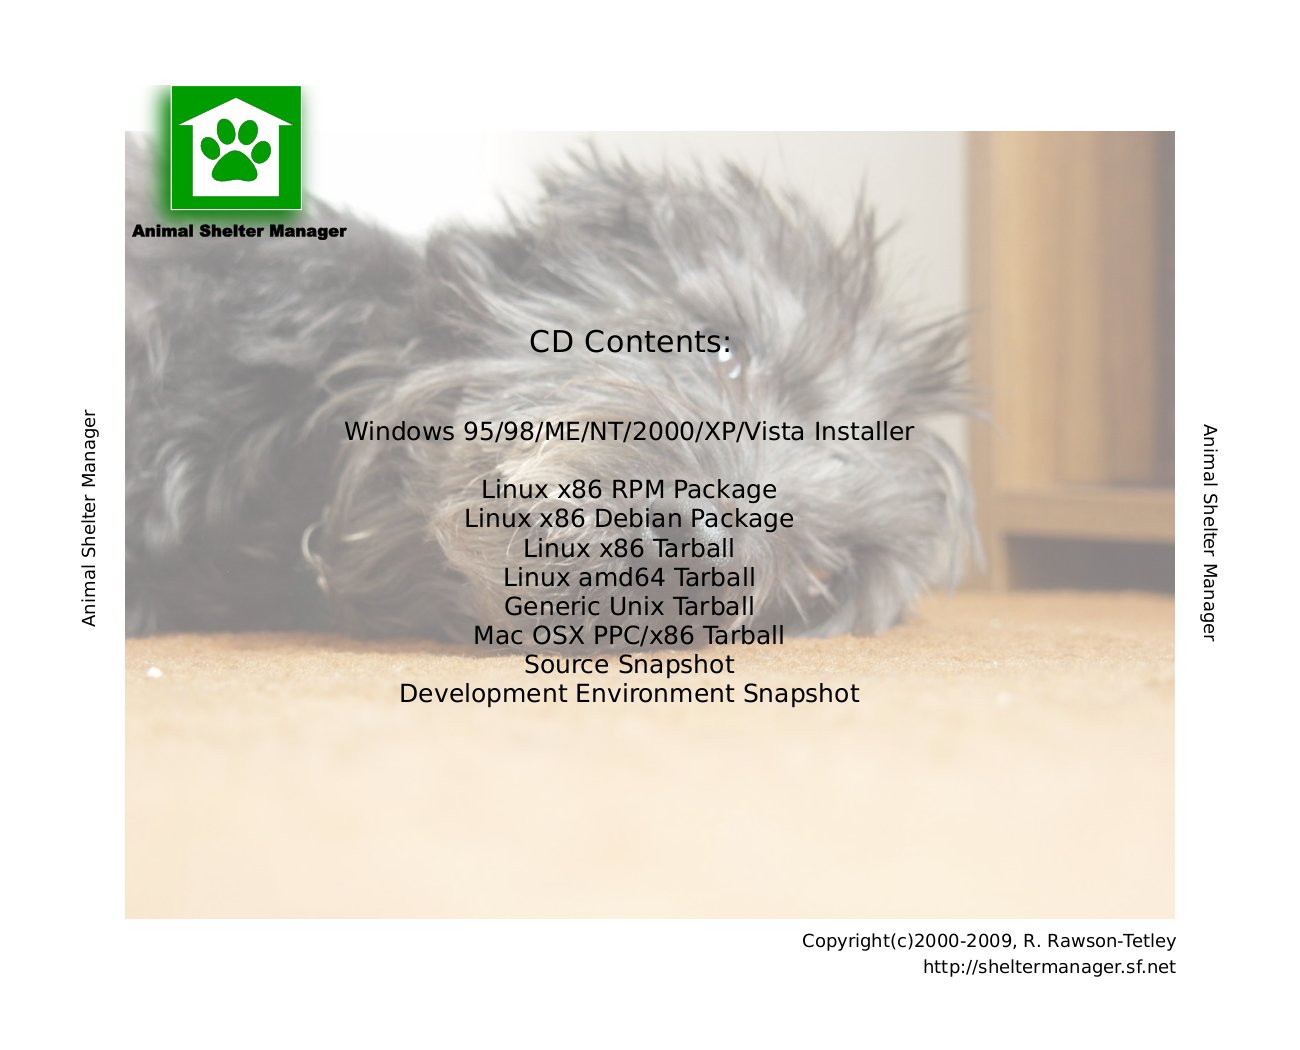 Animal Shelter Manager
Animal Shelter Manager
CD Contents:
Windows 95/98/ME/NT/2000/XP/Vista Installer
Linux x86 RPM Package
Linux x86 Debian Package
Linux x86 Tarball
Linux amd64 Tarball
Generic Unix Tarball
Mac OSX PPC/x86 Tarball
Source Snapshot
Development Environment Snapshot
Animal Shelter Manager
Copyright(c)2000-2009, R. Rawson-Tetley
http://sheltermanager.sf.net